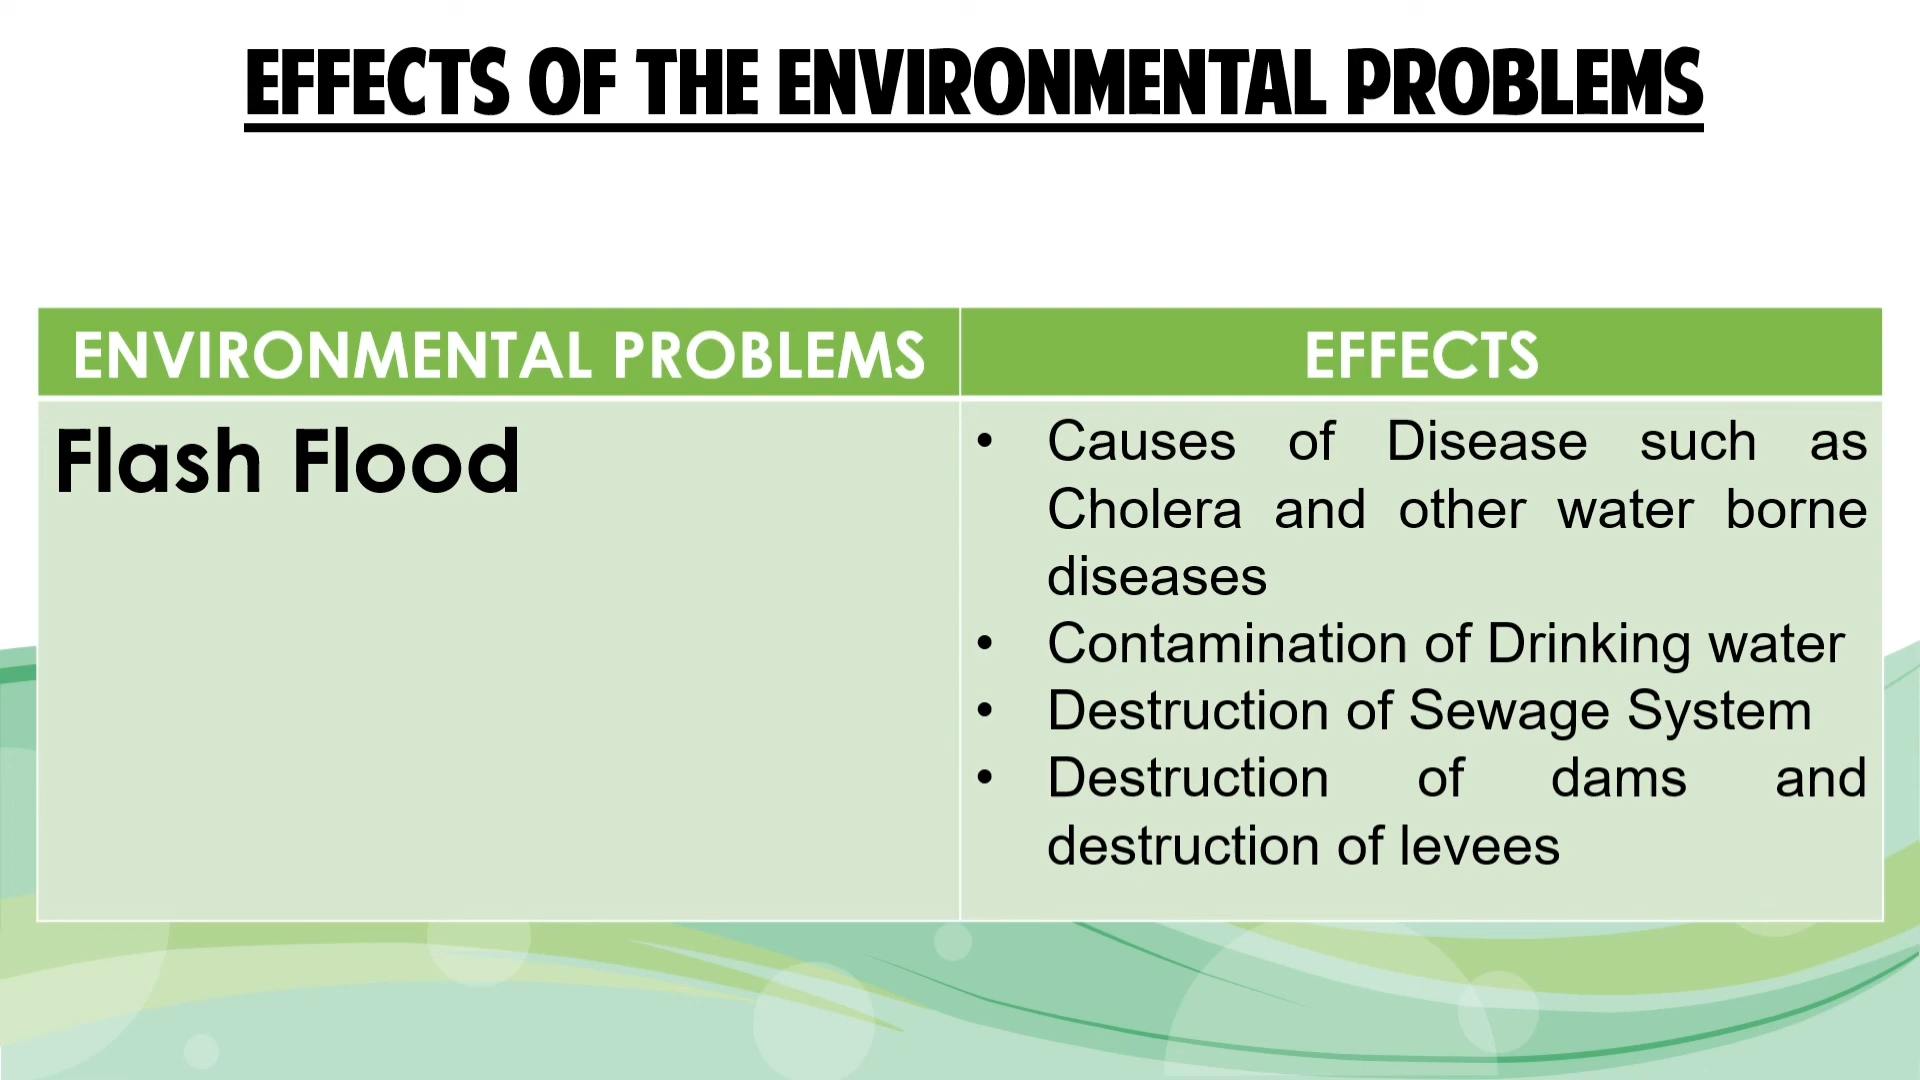 EFFECTS OF THE ENVIRONMENTAL PROBLEMS
ENVIRONMENTAL PROBLEMS
EFFECTS
Flash Flood
• Causes of Disease such as
Cholera and other water borne
diseases
• Contamination of Drinking water
• Destruction of Sewage System
• Destruction of dams and
destruction of levees